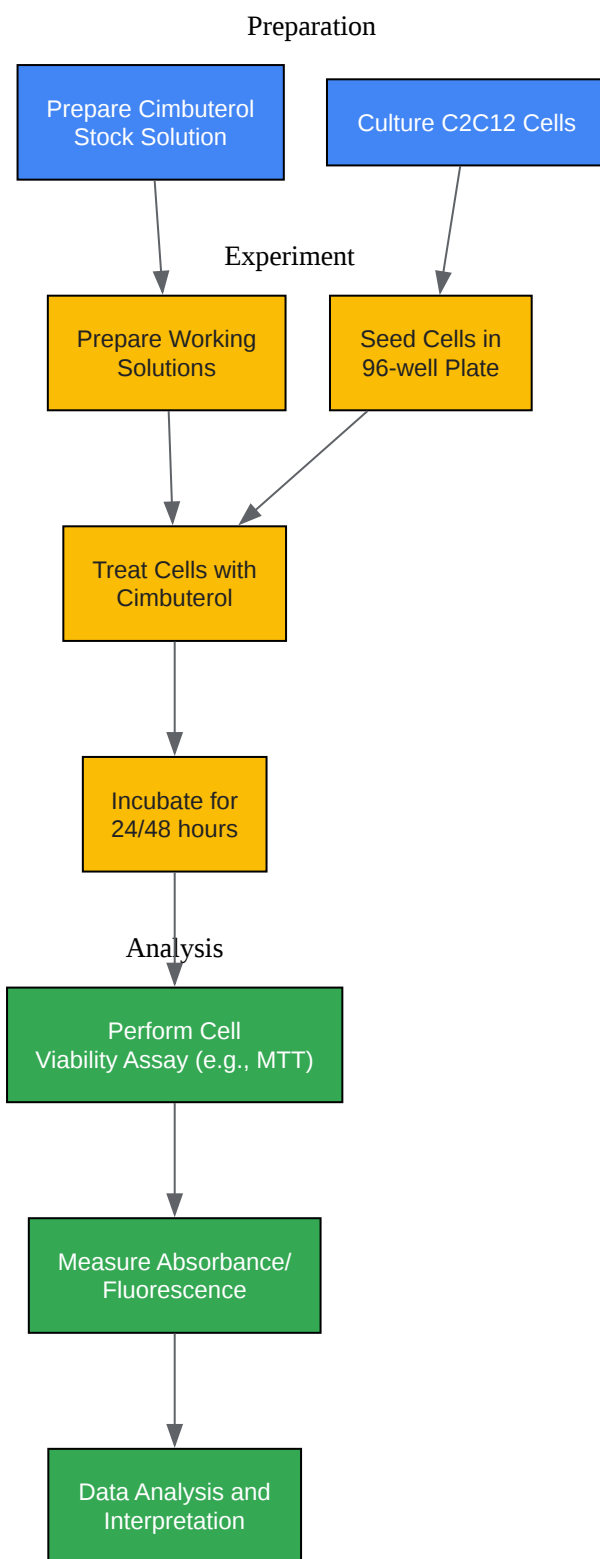 Preparation
Prepare Cimbuterol
Stock Solution
Culture C2C12 Cells
Experiment
Prepare Working
Solutions
Seed Cells in
96-well Plate
Treat Cells with
Cimbuterol
Incubate for
24/48 hours
Analysis
Perform Cell
Viability Assay (e.g., MTT)
Measure Absorbance/
Fluorescence
Data Analysis and
Interpretation